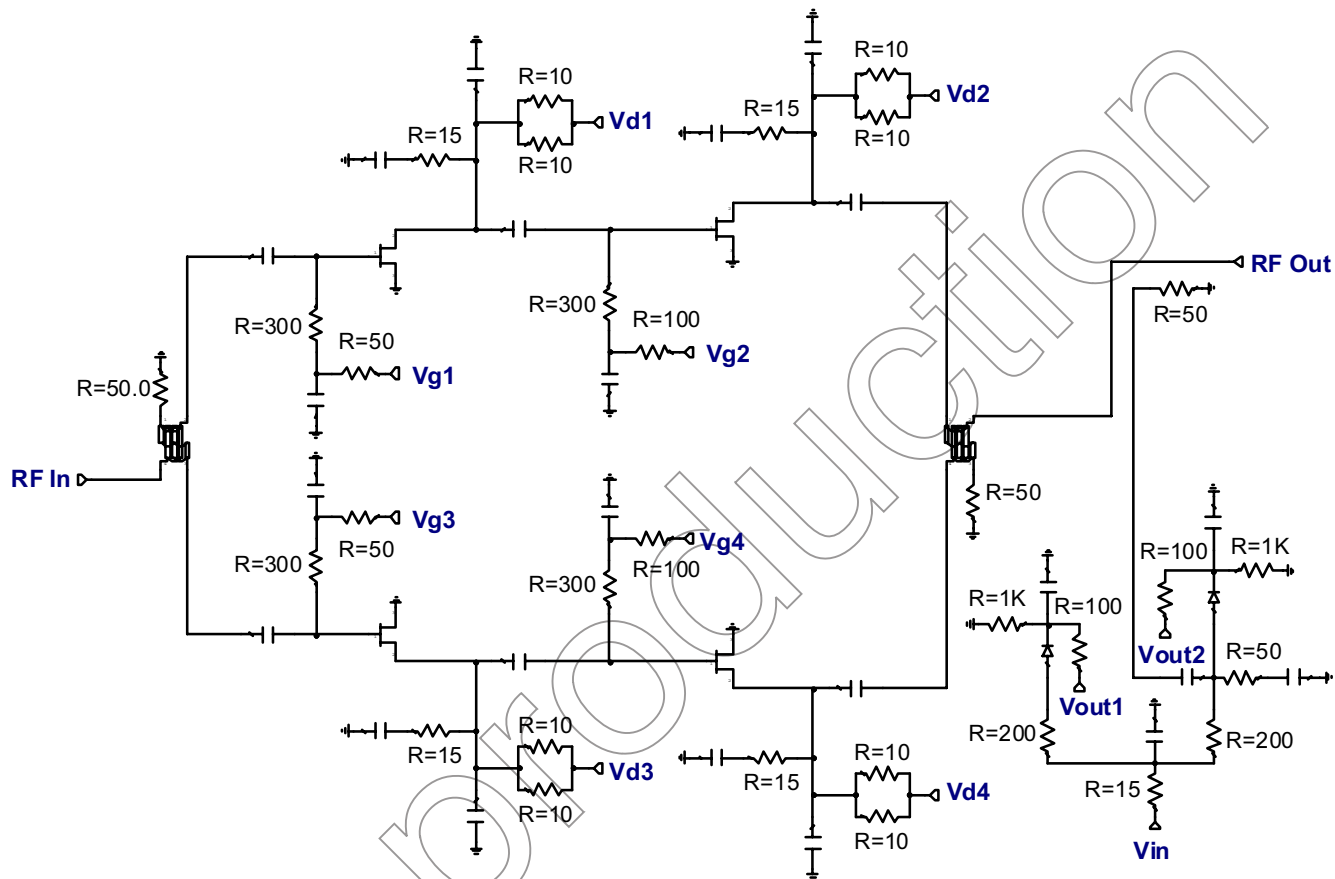 R=10
R=10
R=15
Vd1
R=15
Vd2
R=10
R=10
RF Out
R=300
R=300
R=50
R=50
R=100
Vg2
R=50.0
Vg1
RF In
R=50
Vg3
Vg4
R=50
R=100
R=100
R=1K
R=300
R=300
R=1K
R=100
Vout2
R=50
Vout1
R=15
R=10
R=200
R=200
R=10
Vd3
R=15
Vd4
R=15
R=10
R=10
Vin
production